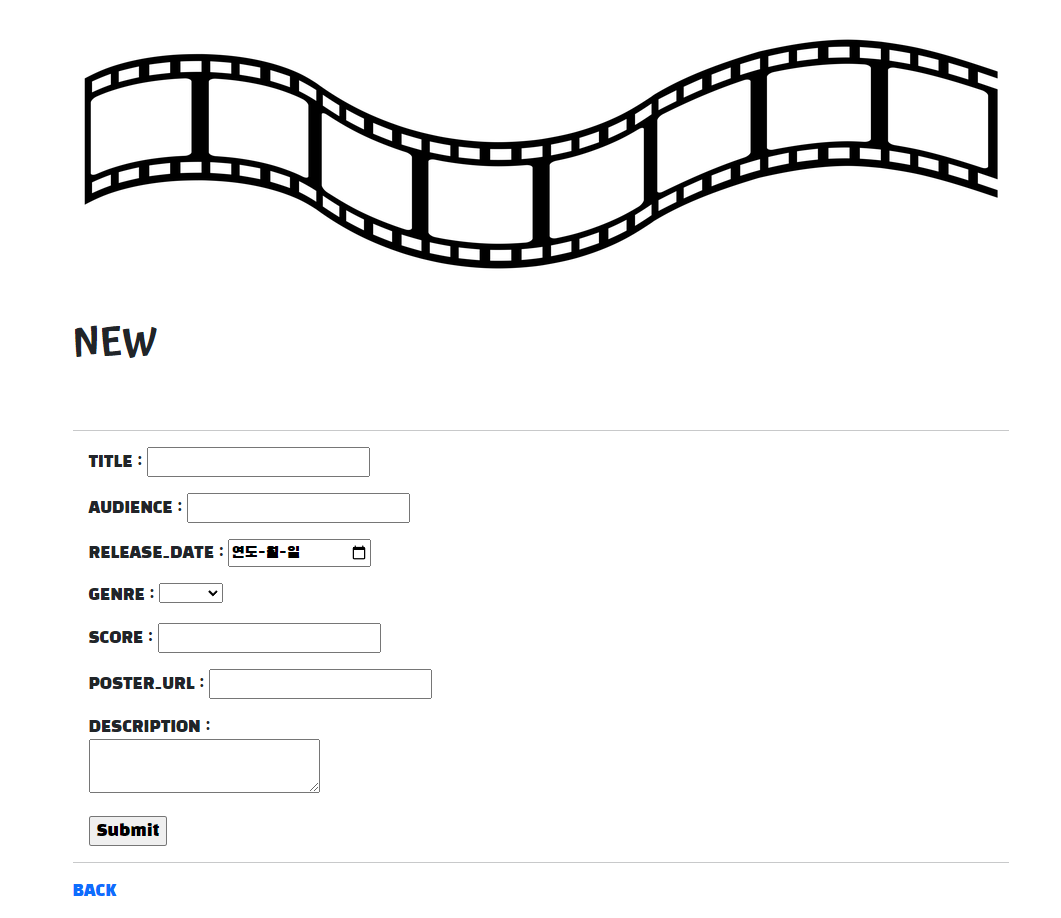 NEW
TITLE :
AUDIENCE :
RELEASE_DATE : 연도-월-일
GENRE :
SCORE :
POSTER_URL :
DESCRIPTION :
Submit
BACK